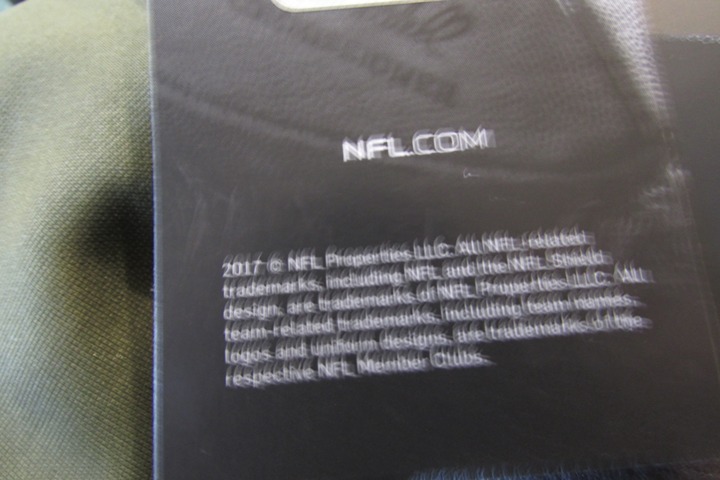 NFL.COM
2017 © NFL Properties LLC. All NFL-related
trademarks, including NFL and the NFL Shield
design, are trademarks of NFL Properties LLC. All
team-related trademarks, including team names,
logos and uniform designs, are trademarks of the
respective NFL Member Clubs.